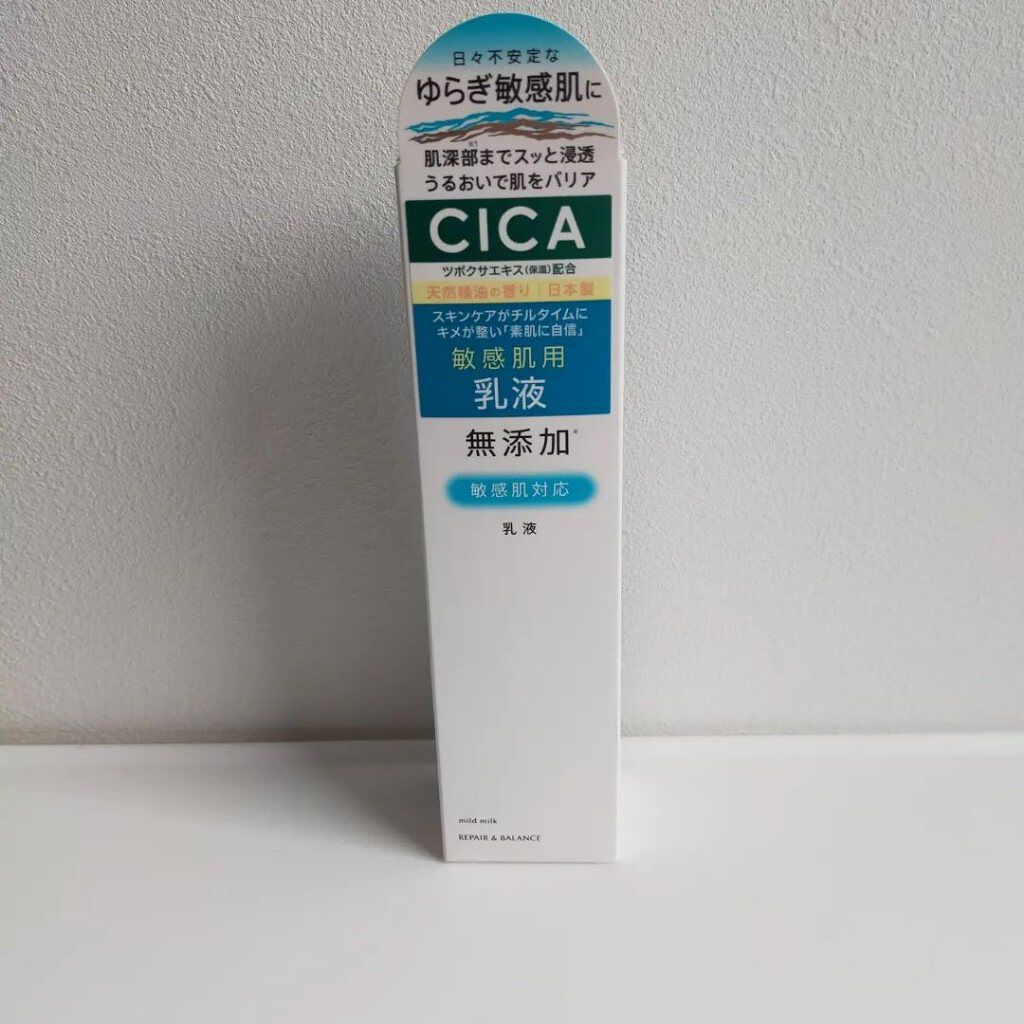 日々不安定な
ゆらぎ敏感肌に
肌深部までスッと浸透
※1
うるおいで肌をバリア
CICA
ツボクサエキス(保湿)配合
天然精油の香り|日本製
スキンケアがチルタイムに
キメが整い「素肌に自信」
敏感肌用
乳液
無添加*
敏感肌対応
乳液
mild milk
REPAIR & BALANCE